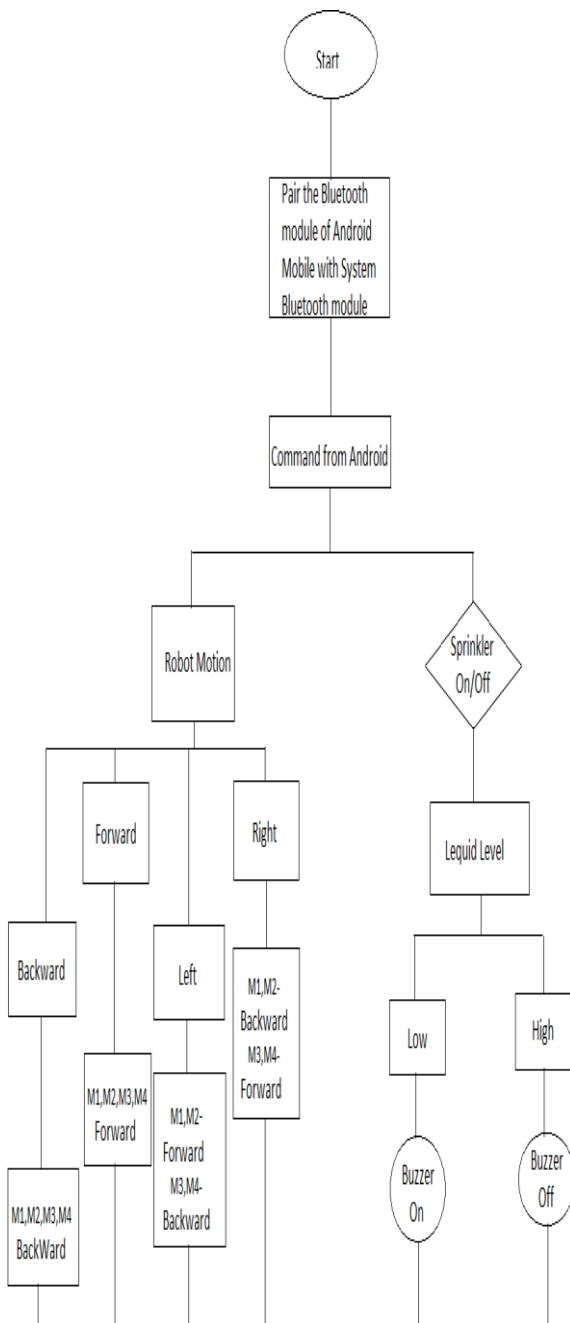 Start
Pair the Bluetooth
module of Android
Mobile with System
Bluetooth module
Command from Android
Robot Motion
Sprinkler
On/Off
Forward
Right
Lequid Level
Backward
Left
M1,M2-
Backward
M3,M4-
Forward
Low
High
M1,M2,M3,M4
Forward
M1,M2-
Forward
M3,M4-
Backward
Buzzer
On
Buzzer
Off
M1,M2,M3,M4
BackWard